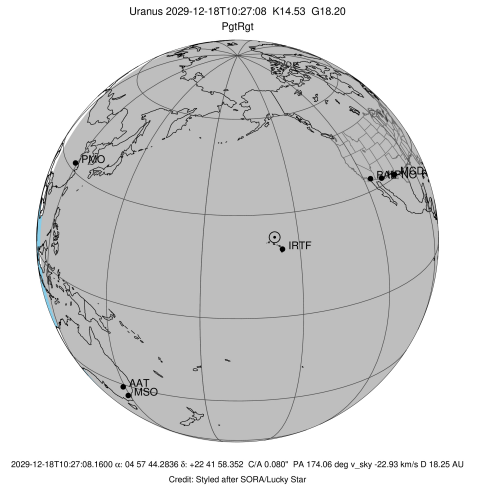 Uranus 2029-12-18T10:27:08 K14.53 G18.20
PgtRgt
PMO
IRTF
AAT
MSO
2029-12-18T10:27:08.1600 α: 04 57 44.2836 δ: +22 41 58.352 C/A 0.080" PA 174.06 deg v_sky -22.93 km/s D 18.25 AU
Credit: Styled after SORA/Lucky Star